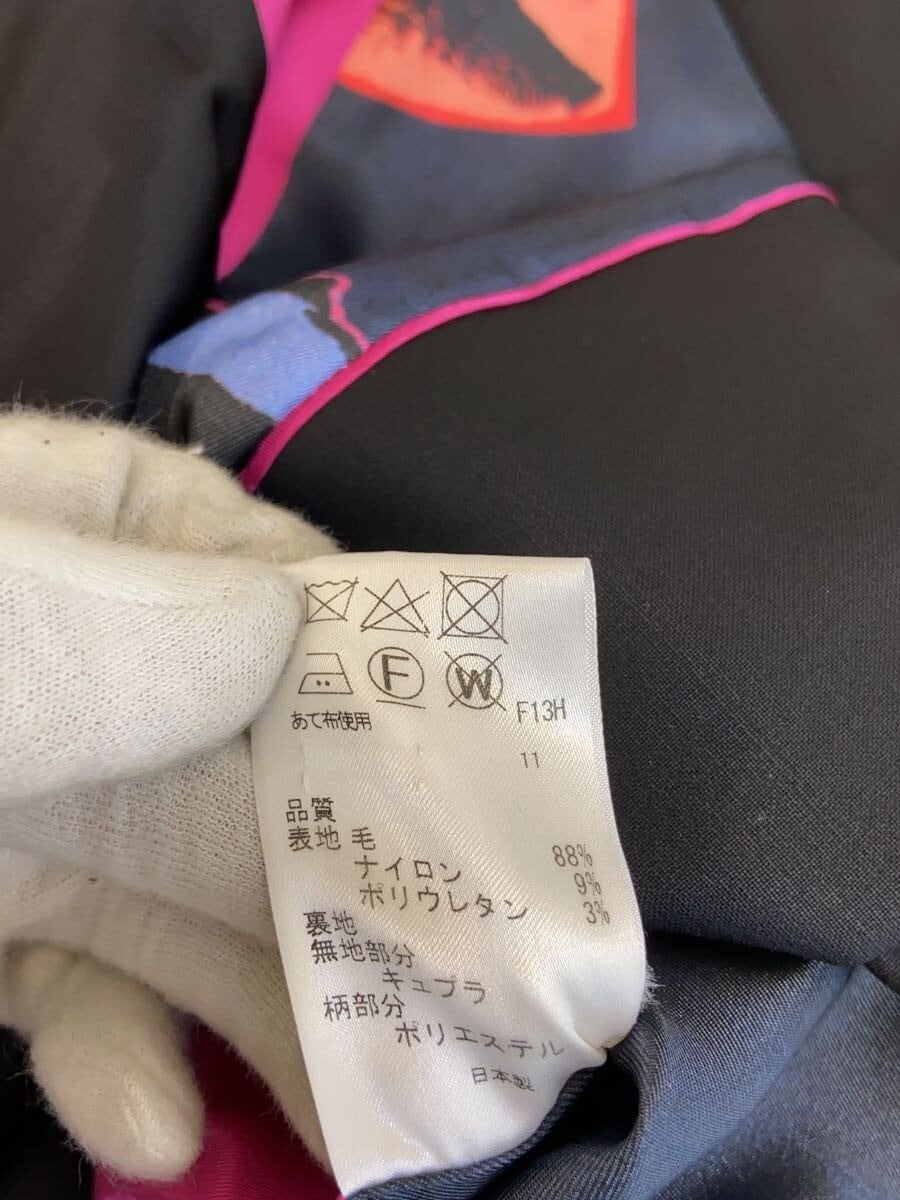 F W
あて布使用 F13H
11
品質
表地 毛 88%
ナイロン 9%
ポリウレタン 3%
裏地
無地部分
キュプラ
柄部分
ポリエステル
日本製